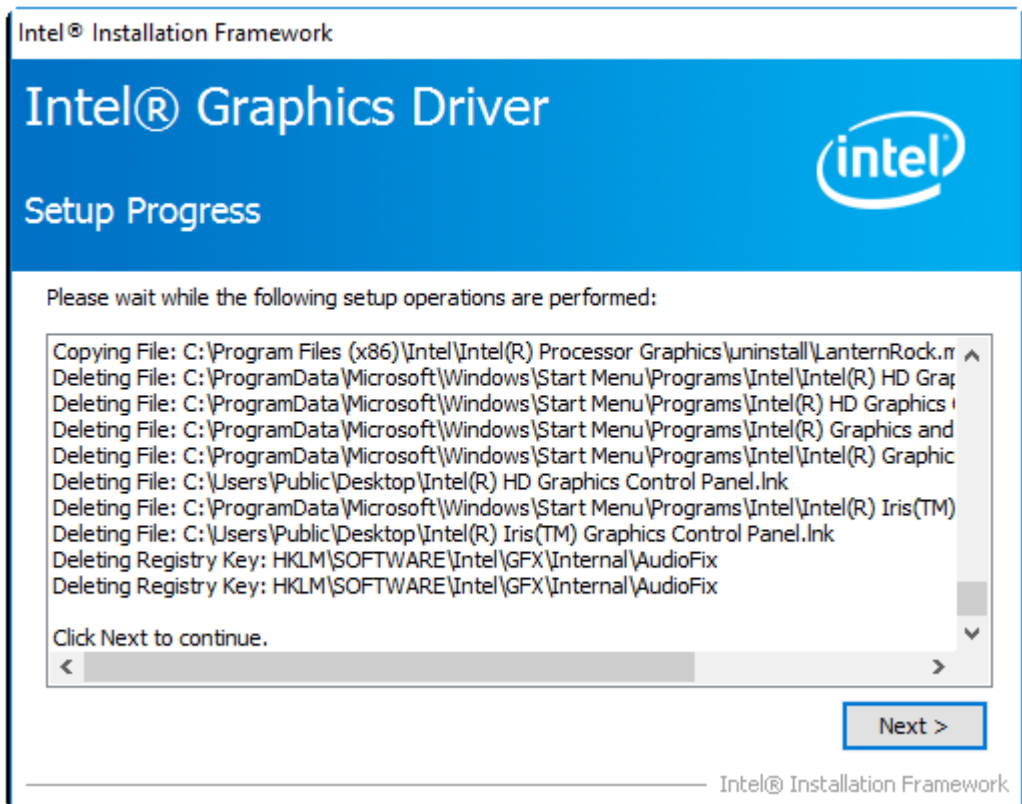 Intel® Installation Framework
Intel® Graphics Driver
intel
Setup Progress
Please wait while the following setup operations are performed:
Copying File: C:\Program Files (x86)\Intel\Intel(R) Processor Graphics\uninstall\LanternRock.m
Deleting File: C:\ProgramData\Microsoft\Windows\Start Menu\Programs\Intel\Intel(R) HD Grap
Deleting File: C:\ProgramData\Microsoft\Windows\Start Menu\Programs\Intel(R) HD Graphics
Deleting File: C:\ProgramData\Microsoft\Windows\Start Menu\Programs\Intel(R) Graphics and
Deleting File: C:\ProgramData\Microsoft\Windows\Start Menu\Programs\Intel\Intel(R) Graphic
Deleting File: C:\Users\Public\Desktop\Intel(R) HD Graphics Control Panel.lnk
Deleting File: C:\ProgramData\Microsoft\Windows\Start Menu\Programs\Intel\Intel(R) Iris(TM)
Deleting File: C:\Users\Public\Desktop\Intel(R) Iris(TM) Graphics Control Panel.lnk
Deleting Registry Key: HKLM\SOFTWARE\Intel\GFX\Internal\AudioFix
Deleting Registry Key: HKLM\SOFTWARE\Intel\GFX\Internal\AudioFix
Click Next to continue.
Next >
Intel® Installation Framework